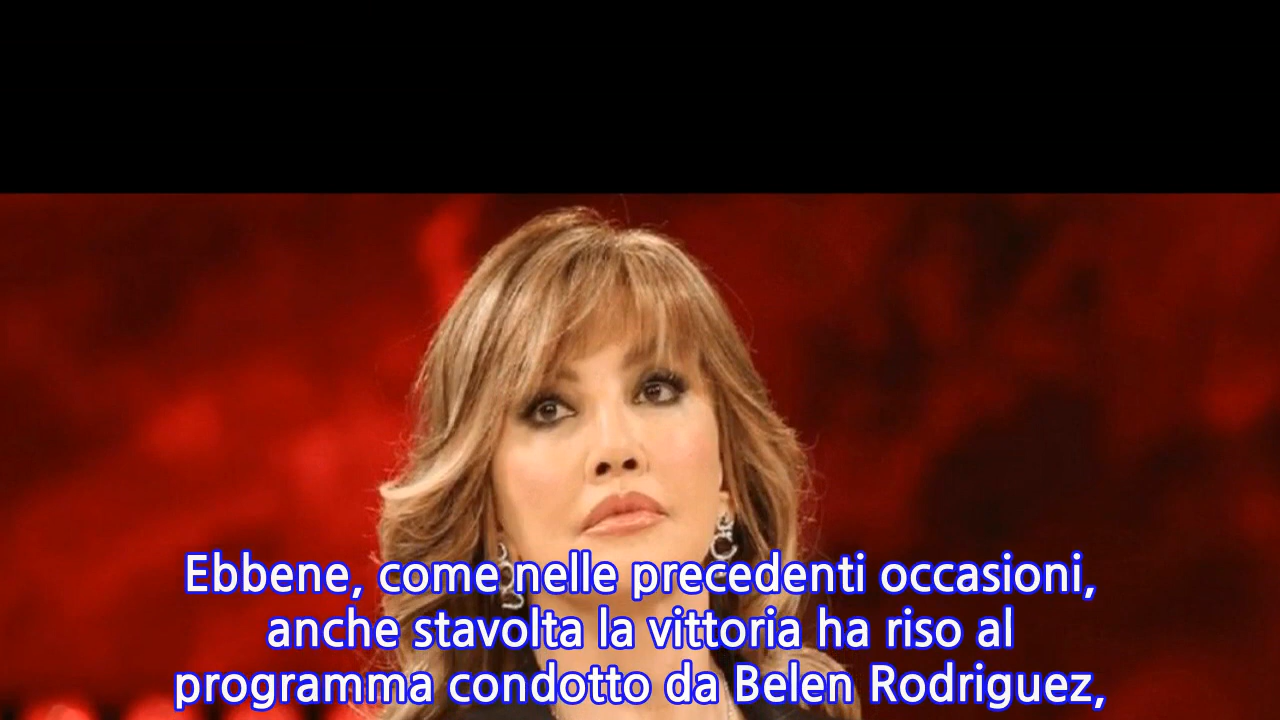 Ebbene, come nelle precedenti occasioni,
anche stavolta la vittoria ha riso al
programma condotto da Belen Rodriguez,